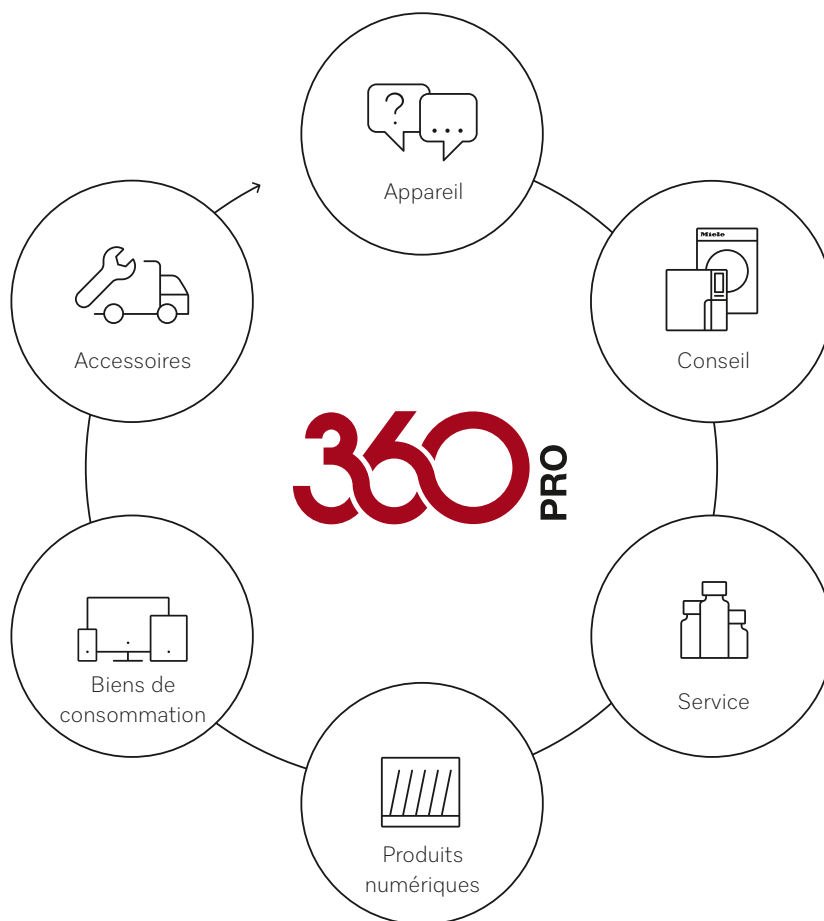 Appareil
Miele
Conseil
Accessoires
360 PRO
Biens de
consommation
Service
Produits
numériques